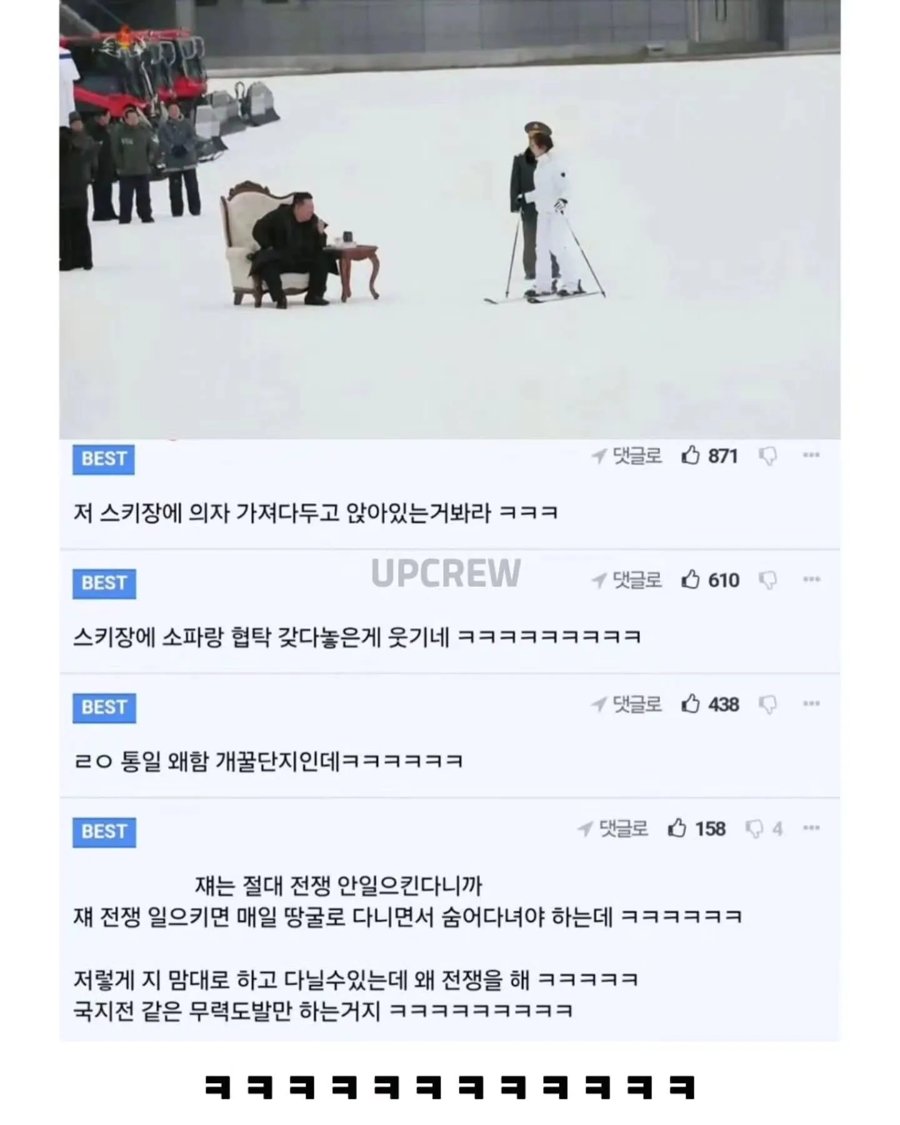 BEST 댓글로 871
저 스키장에 의자 가져다두고 앉아있는거봐라 ㅋㅋㅋ
UPCREW
BEST 댓글로 610
스키장에 소파랑 협탁 갖다놓은게 웃기네 ㅋㅋㅋㅋㅋㅋㅋㅋㅋ
BEST 댓글로 438
ㄹㅇ 통일 왜함 개꿀단지인데ㅋㅋㅋㅋㅋㅋ
BEST 댓글로 158 4
쟤는 절대 전쟁 안일으킨다니까
쟤 전쟁 일으키면 매일 땅굴로 다니면서 숨어다녀야 하는데 ㅋㅋㅋㅋㅋㅋ
저렇게 지 맘대로 하고 다닐수있는데 왜 전쟁을 해 ㅋㅋㅋㅋㅋ
국지전 같은 무력도발만 하는거지 ㅋㅋㅋㅋㅋㅋㅋㅋㅋ
ㅋㅋㅋㅋㅋㅋㅋㅋㅋㅋㅋㅋ